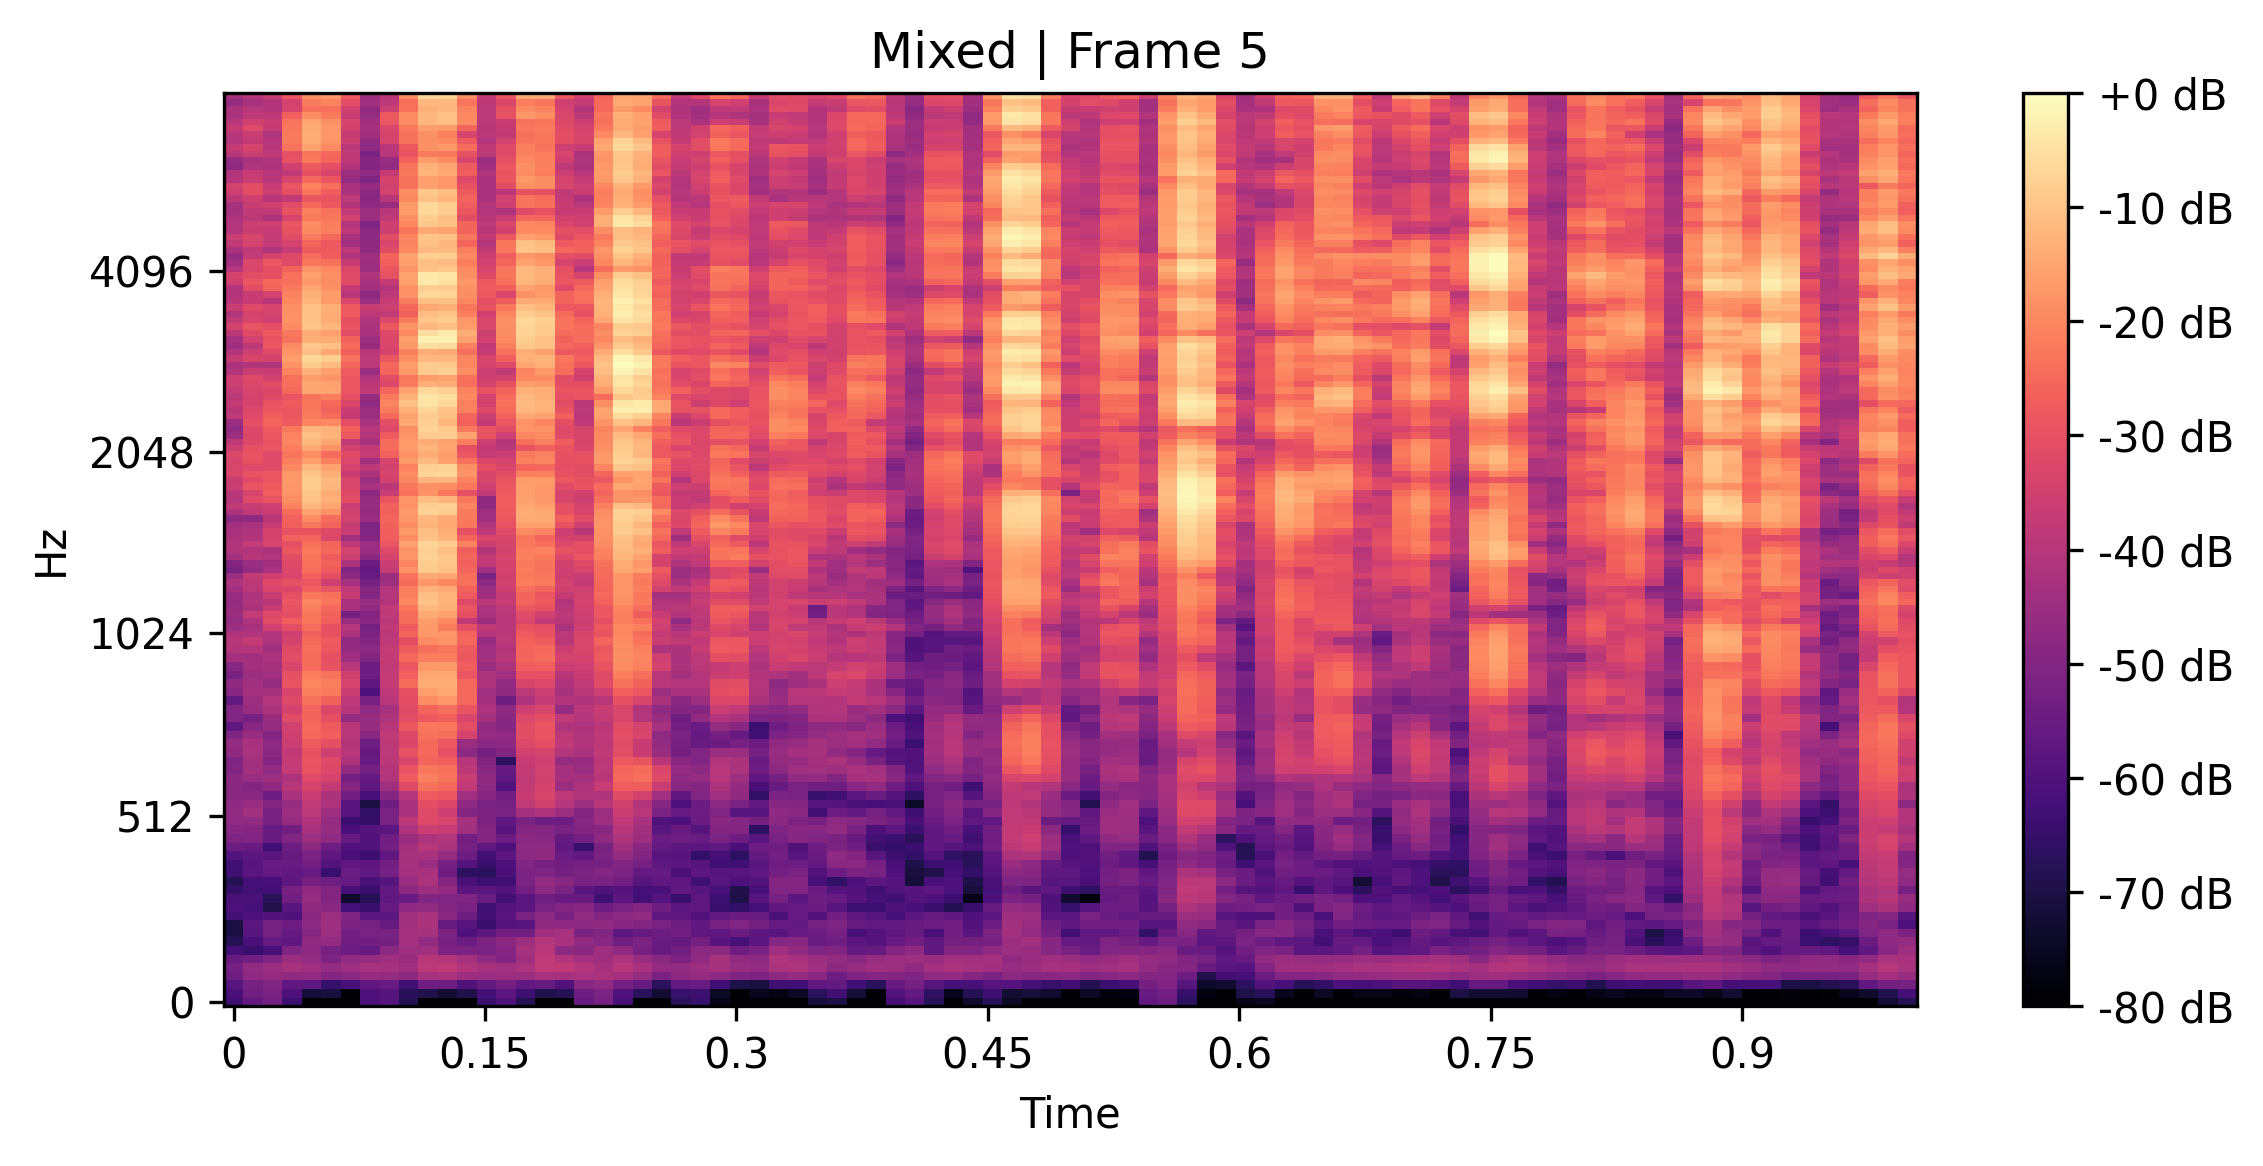 Mixed | Frame 5
+0 dB
-10 dB
-20 dB
-30 dB
-40 dB
-50 dB
-60 dB
-70 dB
-80 dB
4096
2048
1024
512
0
Hz
0 0.15 0.3 0.45 0.6 0.75 0.9
Time